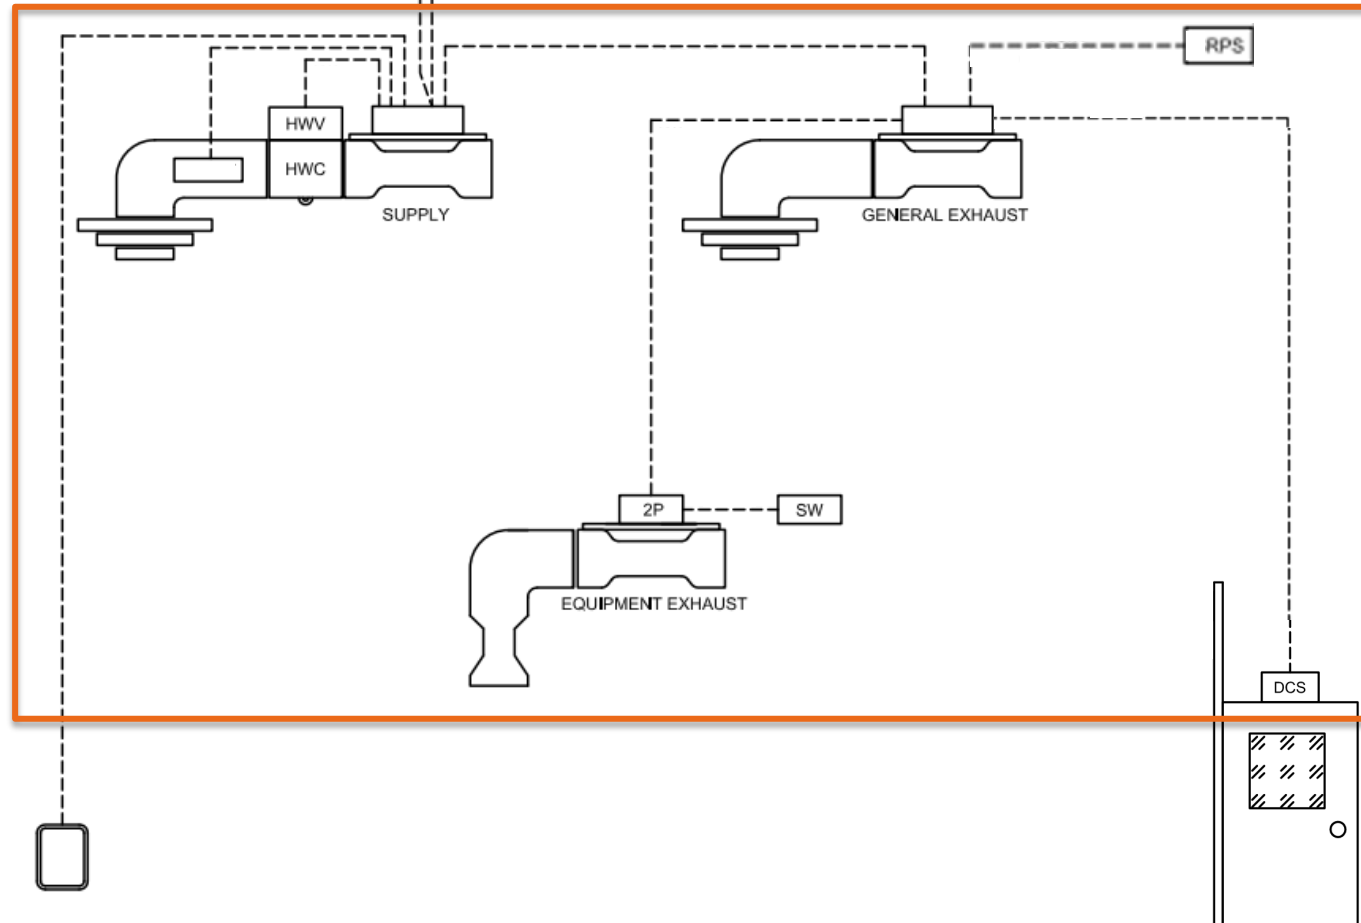 RPS
HWV
HWC
SUPPLY
GENERAL EXHAUST
2P
SW
EQUIPMENT EXHAUST
DCS